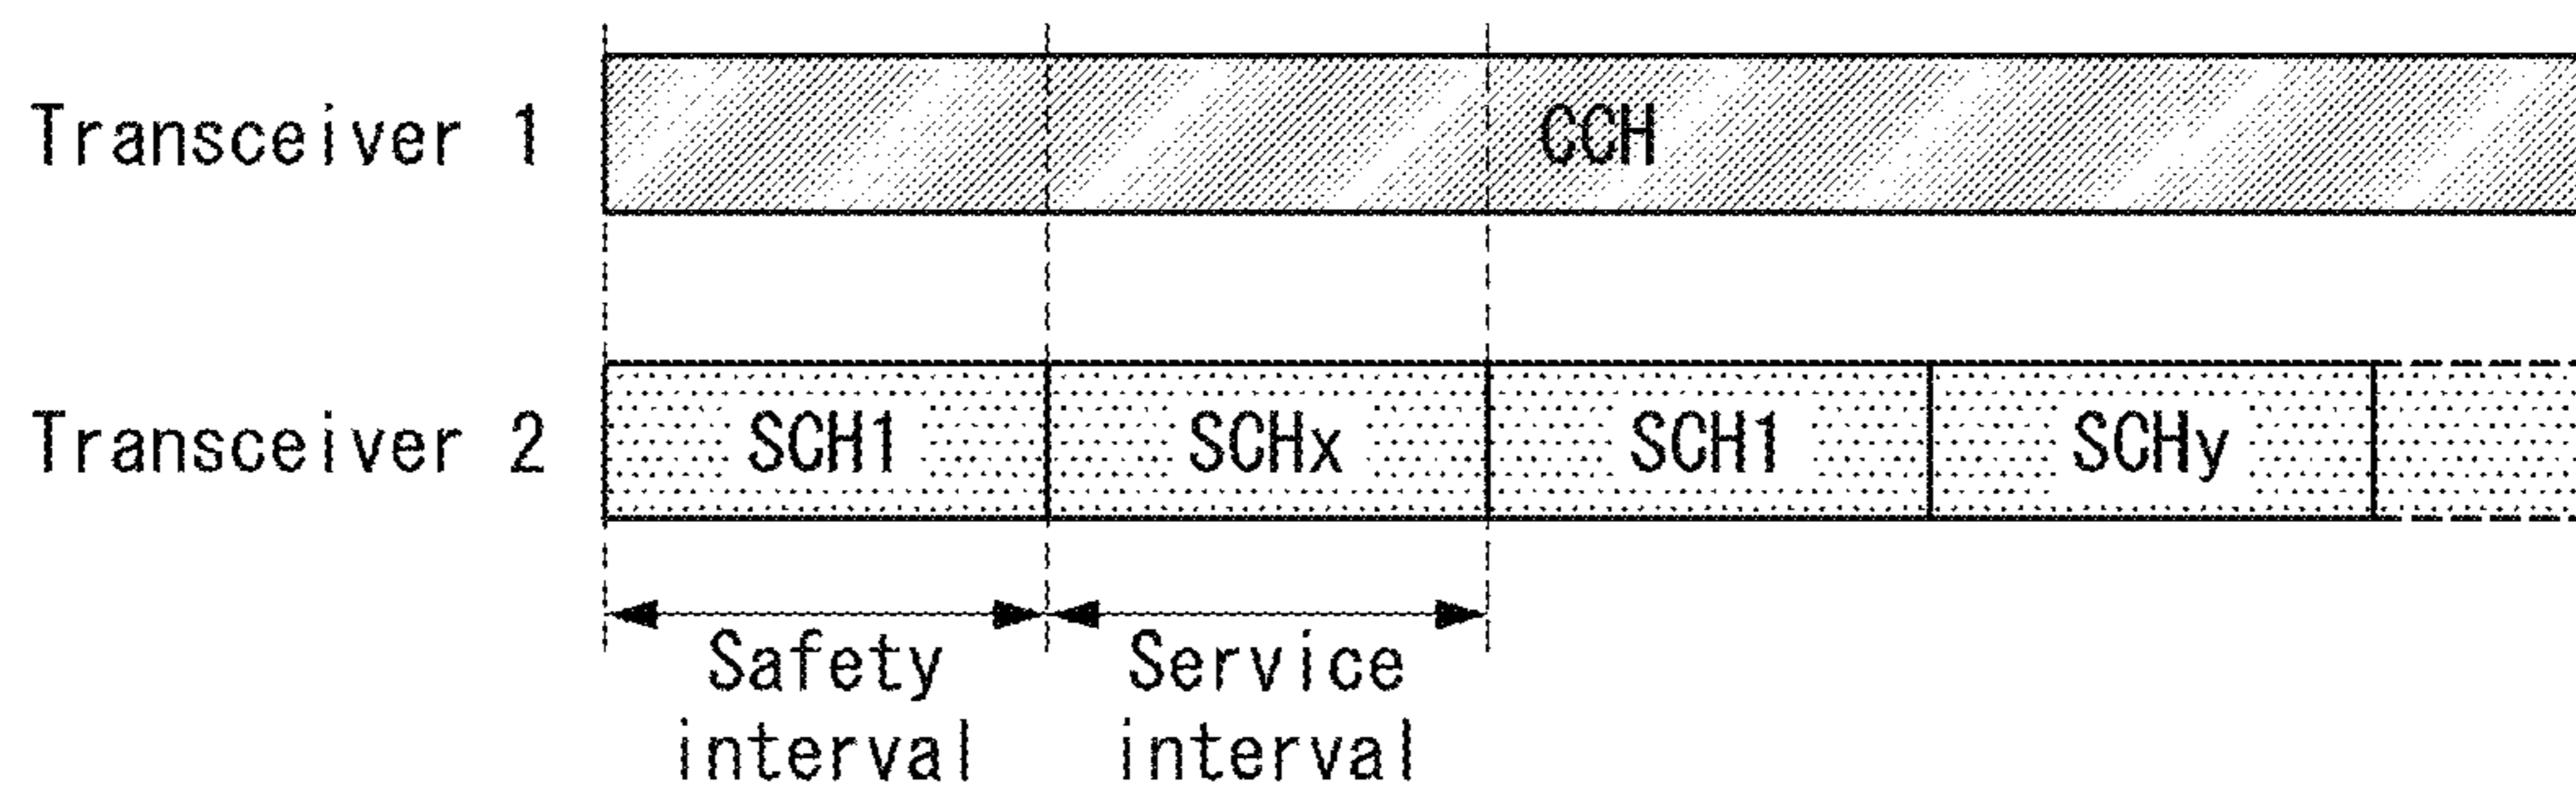 Transceiver 1
CCH
Transceiver 2
SCH1
SCHx
SCH1
SCHy
Safety
interval
Service
interval